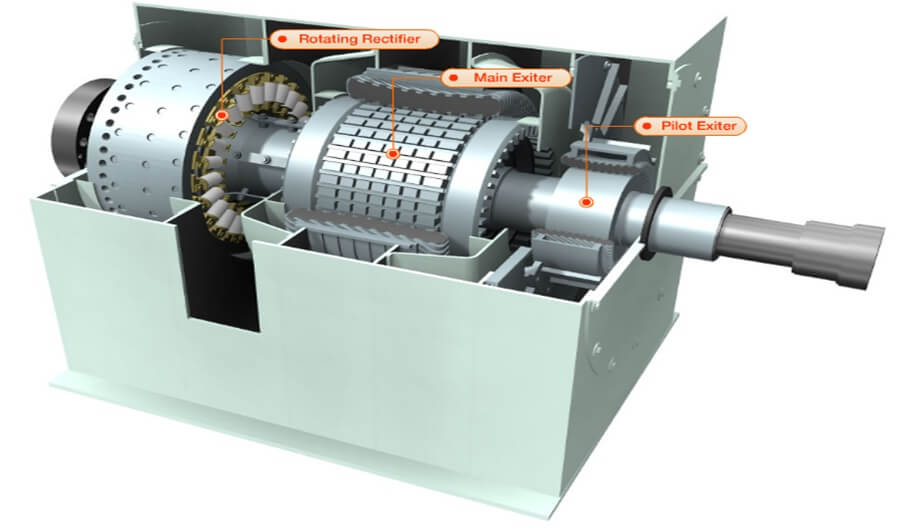 Rotating Rectifier
Main Exiter
Pilot Exiter